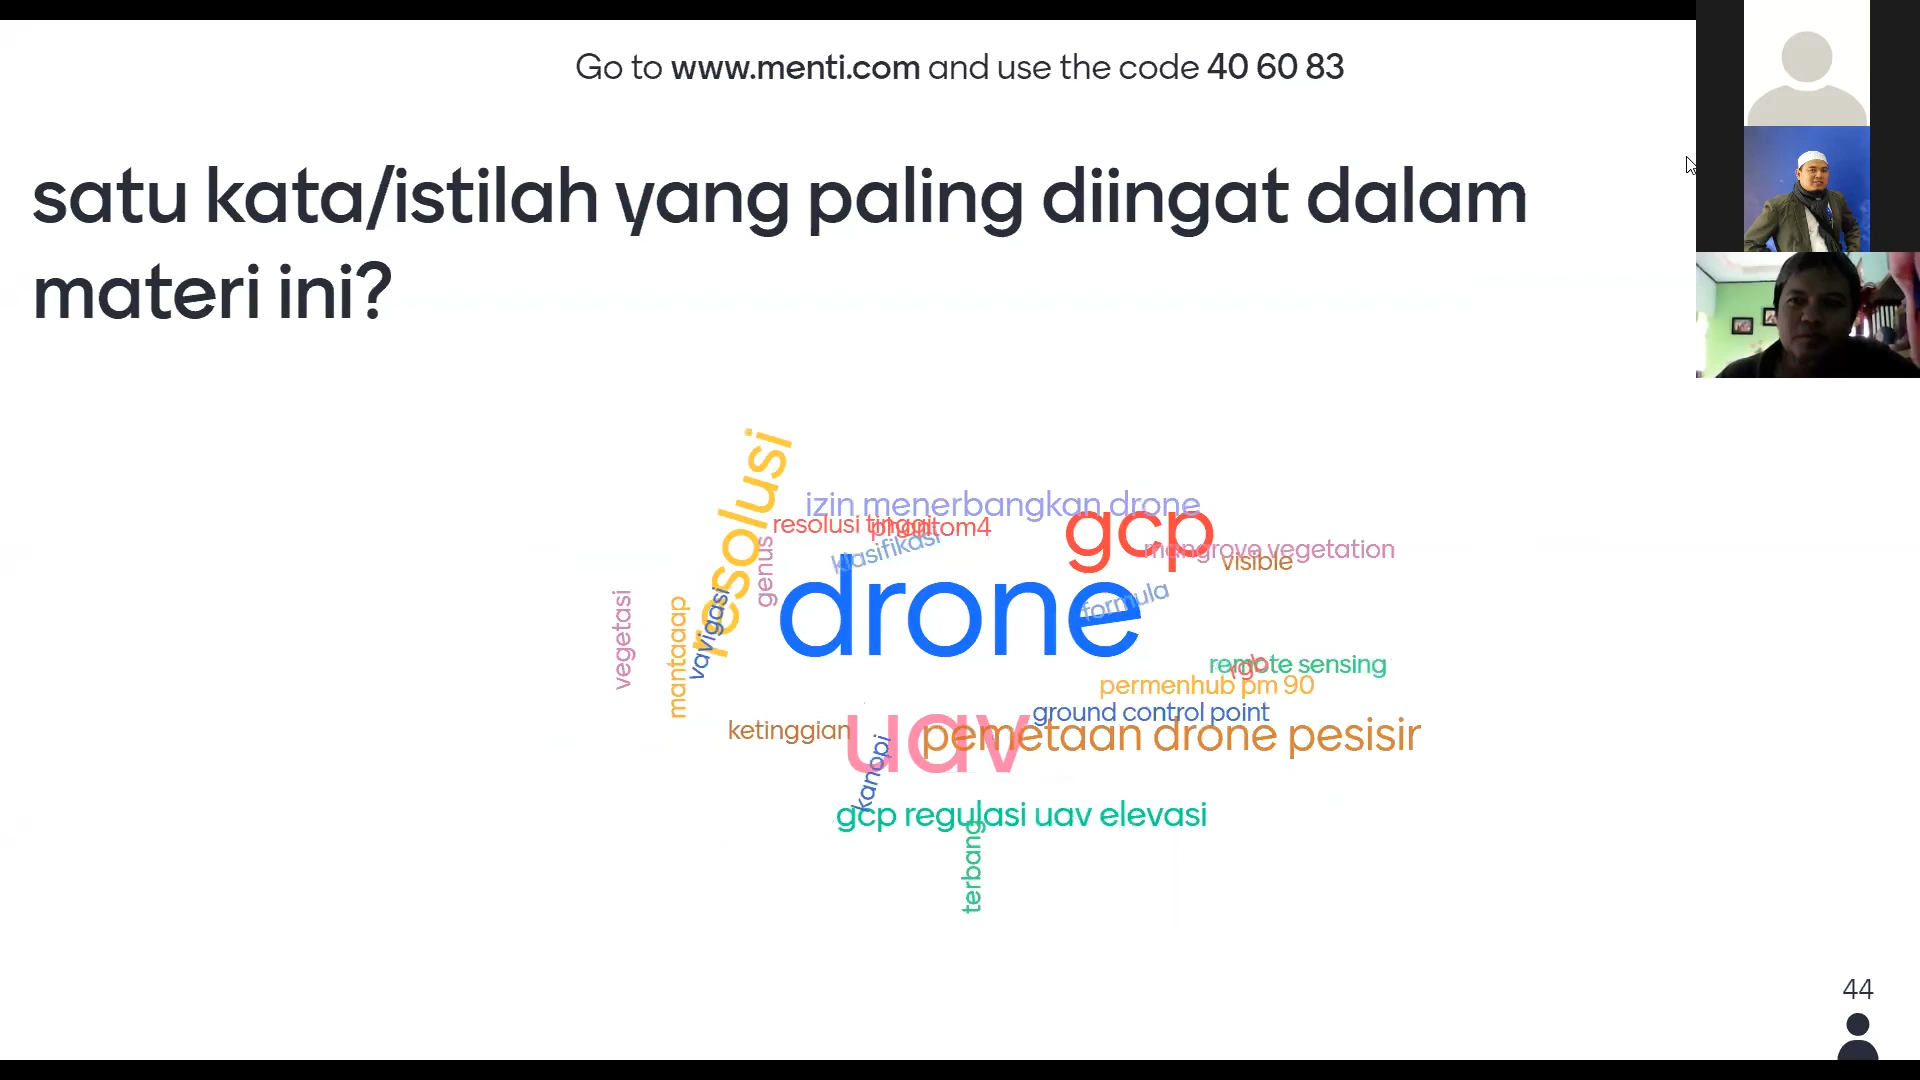 Go to www.menti.com and use the code 40 60 83
satu kata/istilah yang paling diingat dalam
materi ini?
resolusi
izin menerbangkan drone
resolusi tinggi
phantom4
gcp
klasifikasi
genus
mangrove vegetation
visible
drone
formula
vegetasi
mantaaap
vavigasi
remote sensing
rgb
permenhub pm 90
ground control point
ketinggian
uav
pemetaan drone pesisir
kanopi
gcp regulasi uav elevasi
terbang
44